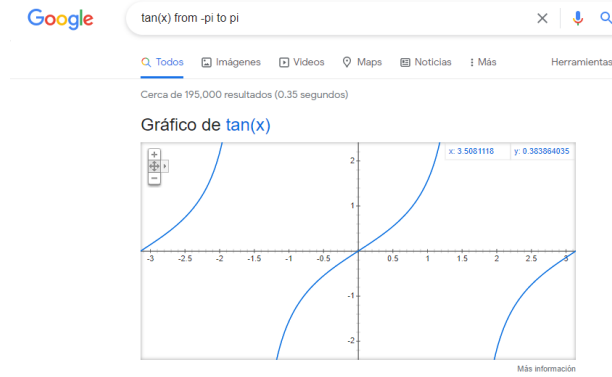 Google
tan(x) from -pi to pi
Todos Imágenes Videos Maps Noticias Más Herramientas
Cerca de 195,000 resultados (0.35 segundos)
Gráfico de tan(x)
x: 3.5081118 y: 0.383864035
2
1
-3 -2.5 -2 -1.5 -1 -0.5 0.5 1 1.5 2 2.5 3
-1
-2
Más información